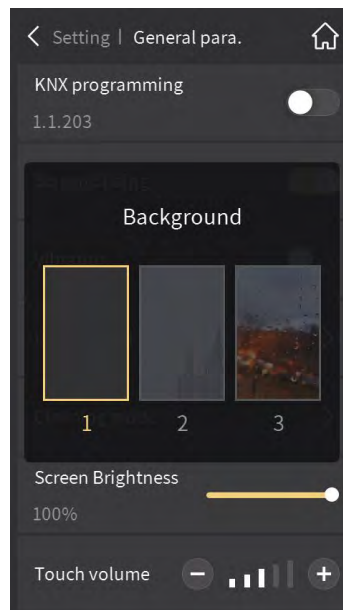 Setting | General para.
KNX programming
1.1.203
Background
1 2 3
Screen Brightness
100%
Touch volume